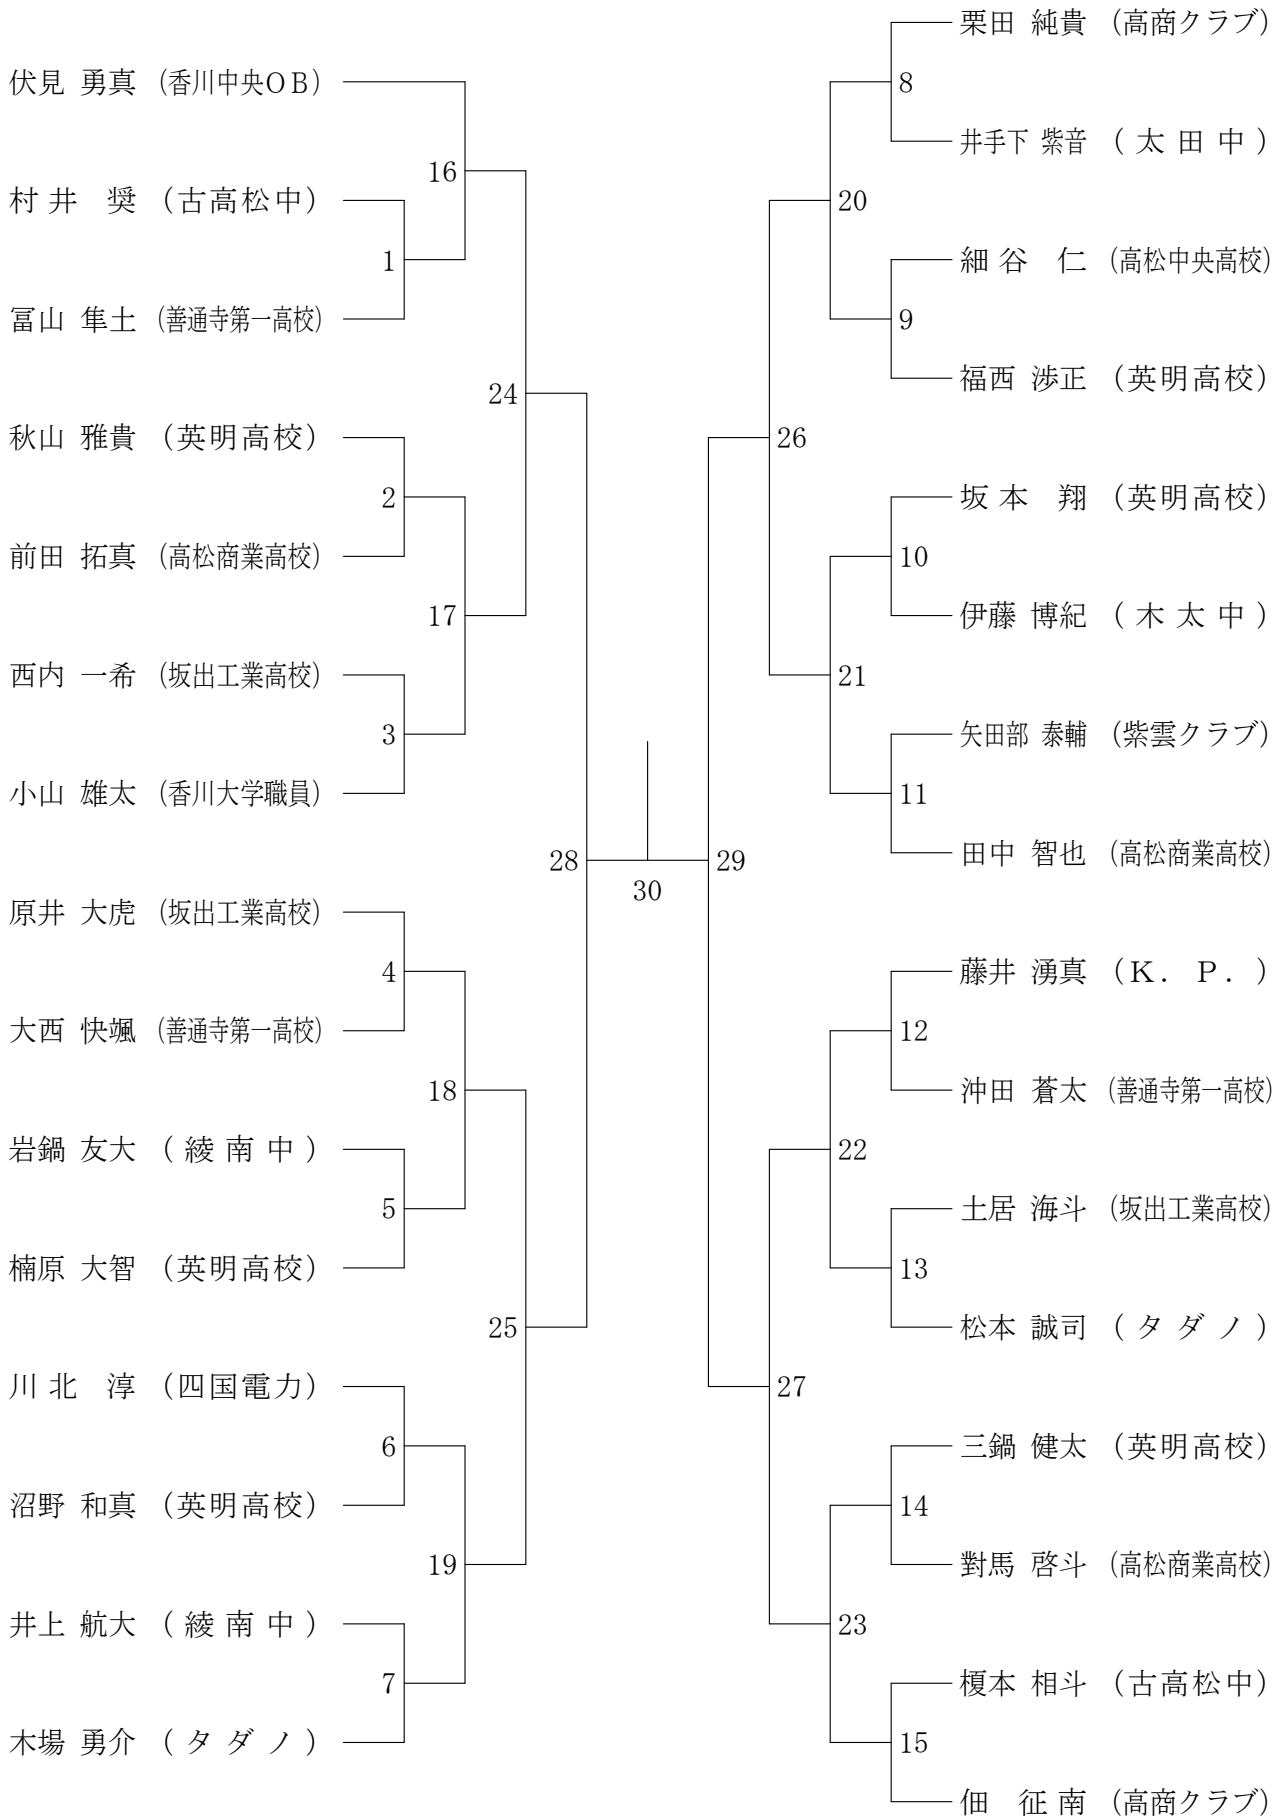 伏見 勇真 (香川中央OB)
村井 奨 (古高松中)
冨山 隼土 (善通寺第一高校)
秋山 雅貴 (英明高校)
前田 拓真 (高松商業高校)
西内 一希 (坂出工業高校)
小山 雄太 (香川大学職員)
原井 大虎 (坂出工業高校)
大西 快颯 (善通寺第一高校)
岩鍋 友大 (綾南中)
楠原 大智 (英明高校)
川北 淳 (四国電力)
沼野 和真 (英明高校)
井上 航大 (綾南中)
木場 勇介 (タダノ)
1
2
3
4
5
6
7
16
17
18
19
24
25
28
30
29
26
27
20
21
22
23
8
9
10
11
12
13
14
15
栗田 純貴 (高商クラブ)
井手下 紫音 (太田中)
細谷 仁 (高松中央高校)
福西 渉正 (英明高校)
坂本 翔 (英明高校)
伊藤 博紀 (木太中)
矢田部 泰輔 (紫雲クラブ)
田中 智也 (高松商業高校)
藤井 湧真 (K. P.)
沖田 蒼太 (善通寺第一高校)
土居 海斗 (坂出工業高校)
松本 誠司 (タダノ)
三鍋 健太 (英明高校)
對馬 啓斗 (高松商業高校)
榎本 相斗 (古高松中)
佃 征南 (高商クラブ)